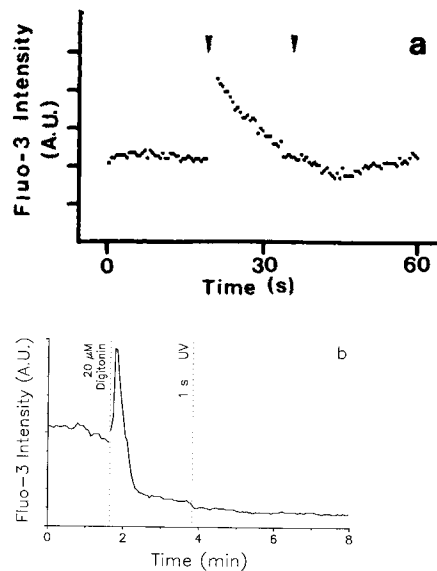 a
Fluo-3 Intensity
(A.U.)
0
30
60
Time (s)
b
Fluo-3 Intensity (A.U.)
20 μM
Digitonin
1 s UV
0
2
4
6
8
Time (min)